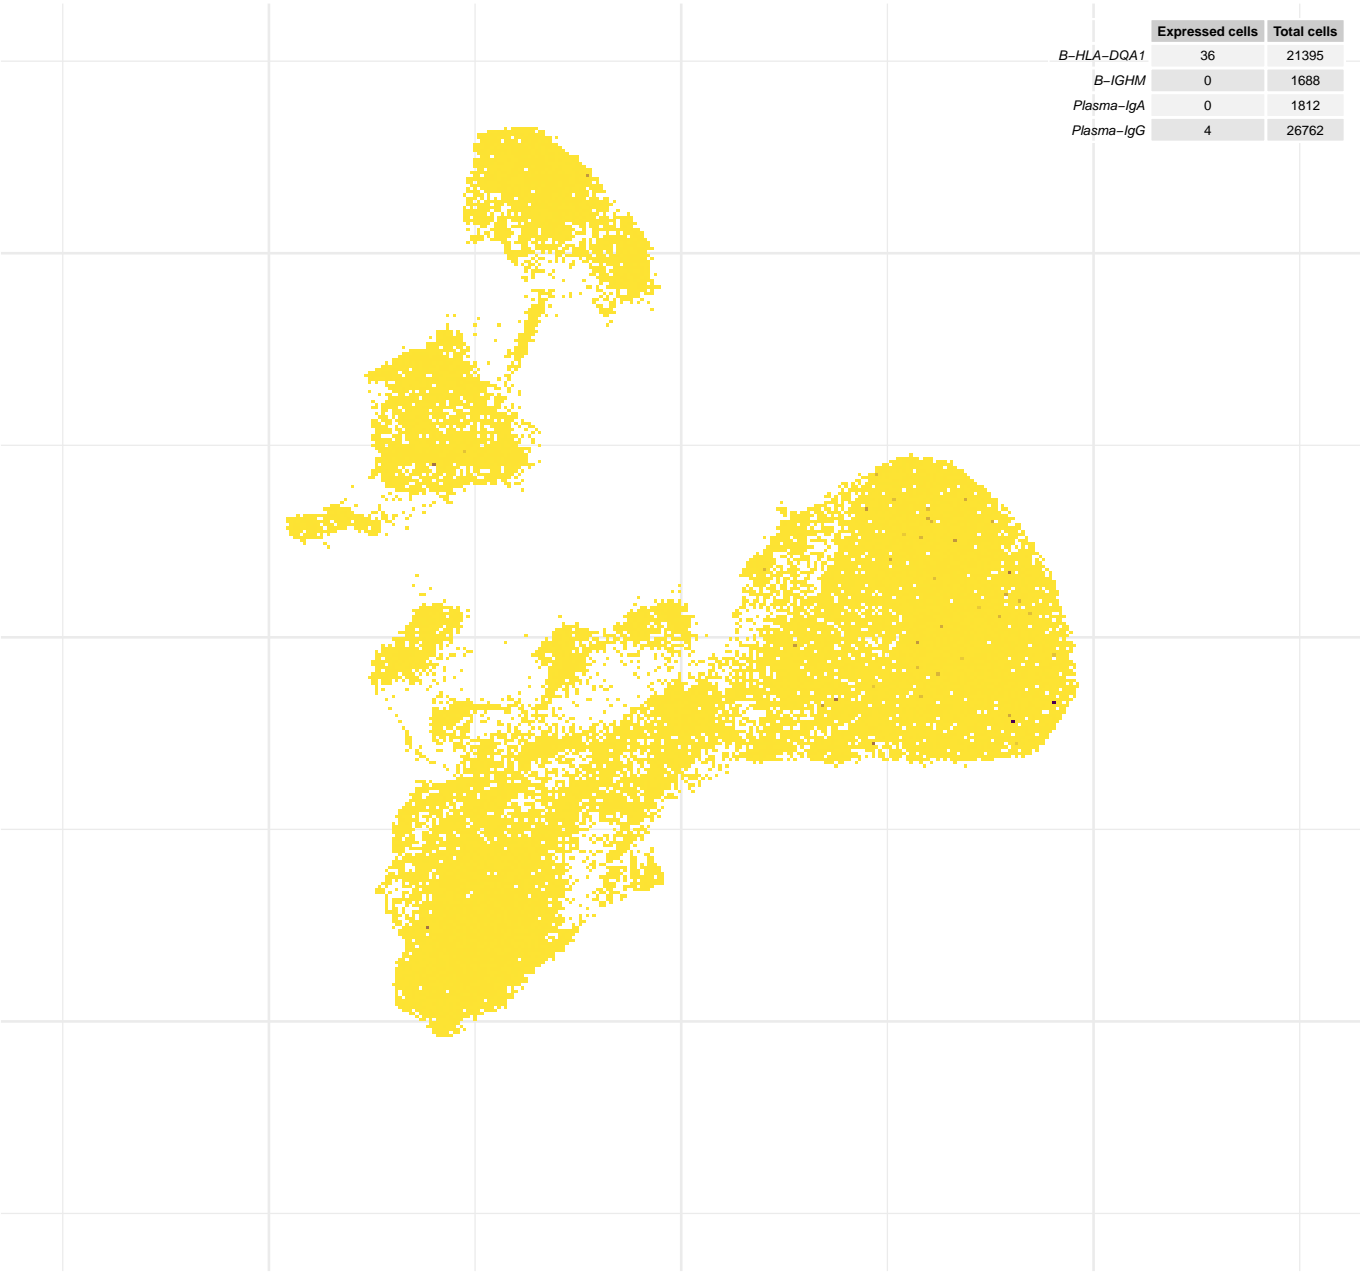 Expressed cells Total cells
B−HLA−DQA1 36 21395
B−IGHM 0 1688
Plasma−IgA 0 1812
Plasma−IgG 4 26762